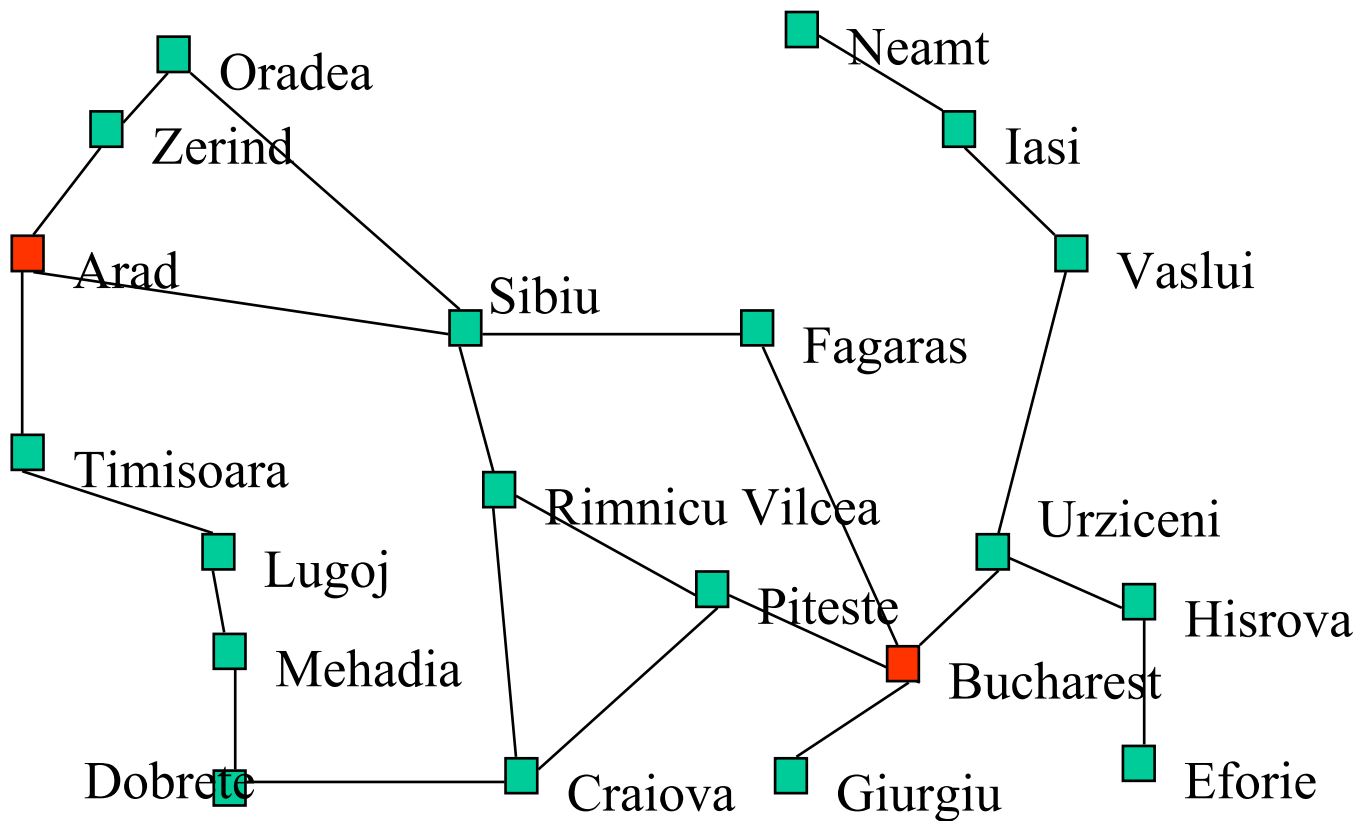 Neamt
Oradea
Zerind
Iasi
Arad
Vaslui
Sibiu
Fagaras
Timisoara
Rimnicu Vilcea
Urziceni
Lugoj
Piteste
Hisrova
Mehadia
Bucharest
Dobrete
Craiova
Giurgiu
Eforie